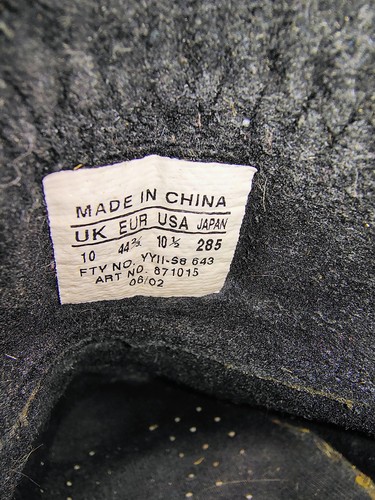 MADE IN CHINA
UK EUR USA JAPAN
10 44⅔ 10½ 285
FTY NO. YYII-S8 643
ART NO. 871015
06/02